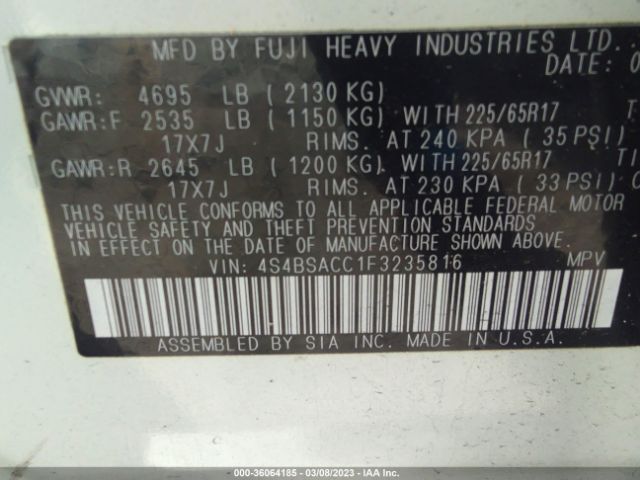 MFD BY FUJI HEAVY INDUSTRIES LTD.
DATE: 0
GVWR: 4695 LB ( 2130 KG)
GAWR:F 2535 LB ( 1150 KG) WITH 225/65R17
17X7J RIMS. AT 240 KPA ( 35 PSI)
GAWR:R 2645 LB ( 1200 KG) WITH 225/65R17 TI
17X7J RIMS. AT 230 KPA ( 33 PSI) C
THIS VEHICLE CONFORMS TO ALL APPLICABLE FEDERAL MOTOR
VEHICLE SAFETY AND THEFT PREVENTION STANDARDS
IN EFFECT ON THE DATE OF MANUFACTURE SHOWN ABOVE.
VIN: 4S4BSACC1F3235816 MPV
ASSEMBLED BY SIA INC. MADE IN U.S.A.
000-36064185 - 03/08/2023 - IAA Inc.